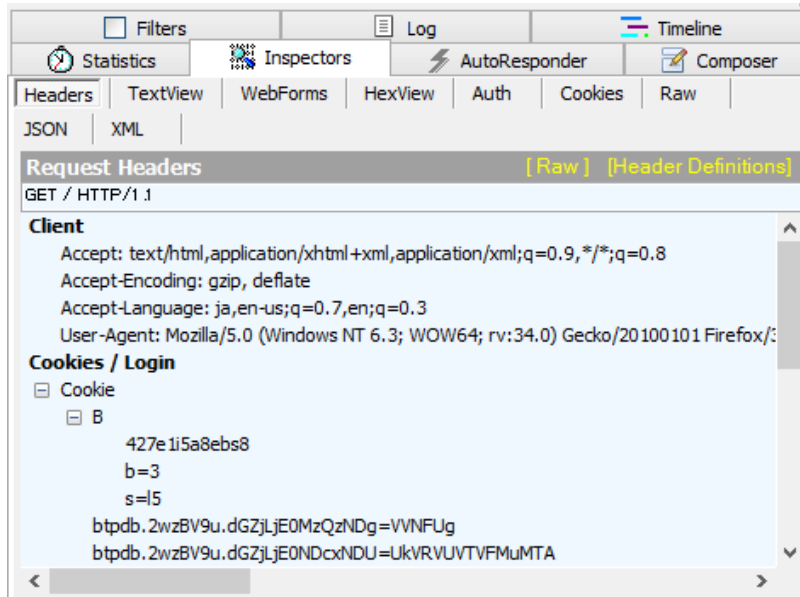 Filters Log Timeline
Statistics Inspectors AutoResponder Composer
Headers TextView WebForms HexView Auth Cookies Raw
JSON XML
Request Headers [ Raw ] [Header Definitions]
GET / HTTP/1.1
Client
Accept: text/html,application/xhtml+xml,application/xml;q=0.9,*/*;q=0.8
Accept-Encoding: gzip, deflate
Accept-Language: ja,en-us;q=0.7,en;q=0.3
User-Agent: Mozilla/5.0 (Windows NT 6.3; WOW64; rv:34.0) Gecko/20100101 Firefox/3
Cookies / Login
Cookie
B
427e1i5a8ebs8
b=3
s=l5
btpdb.2wzBV9u.dGZjLjE0MzQzNDg=VVNFUg
btpdb.2wzBV9u.dGZjLjE0NDcxNDU=UkVRVUVTVFMuMTA